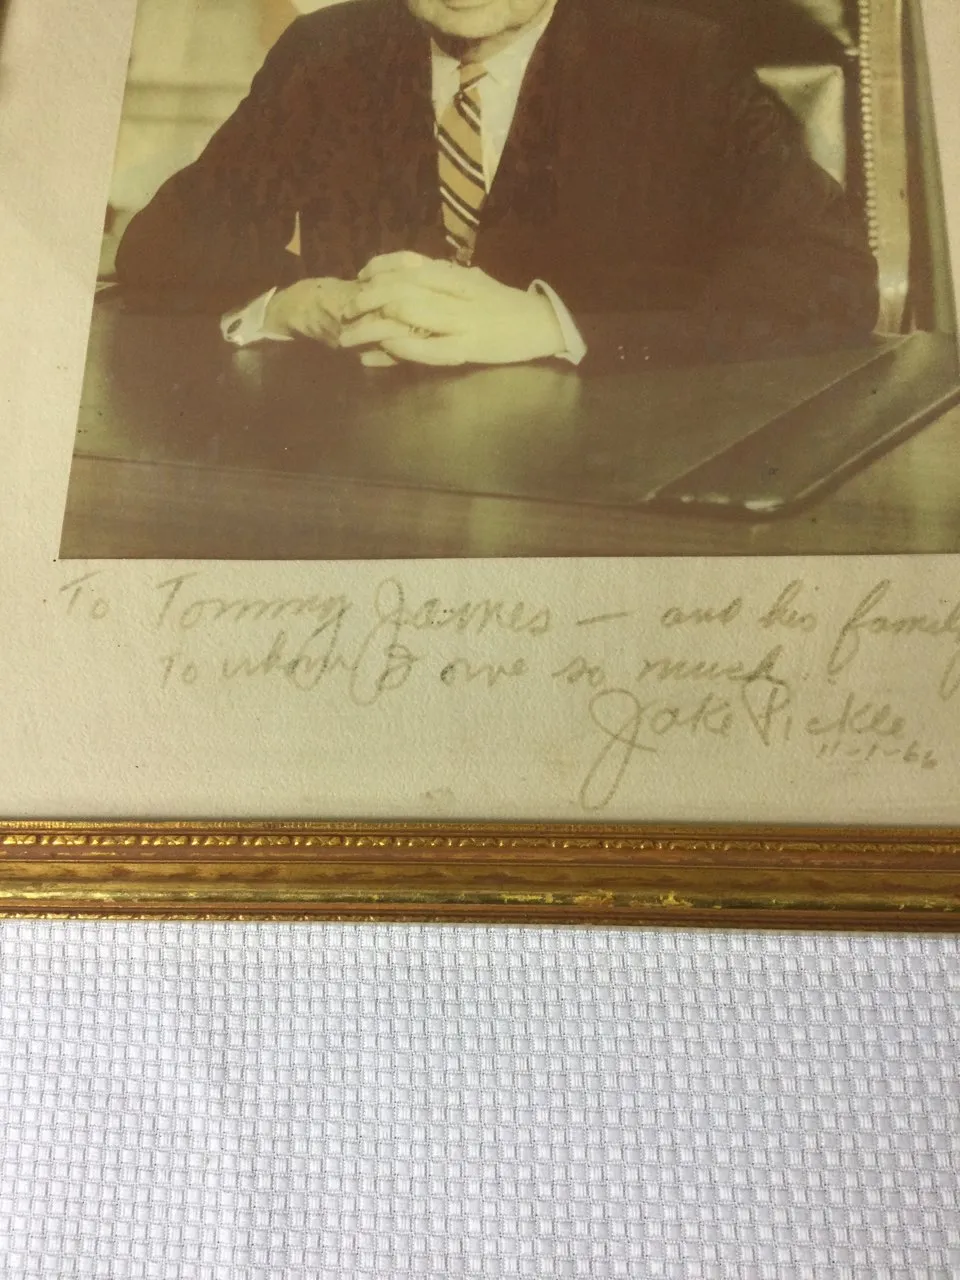 To Tommy James — and his family
To whom I owe so much.
Jake Pickle
11-1-66